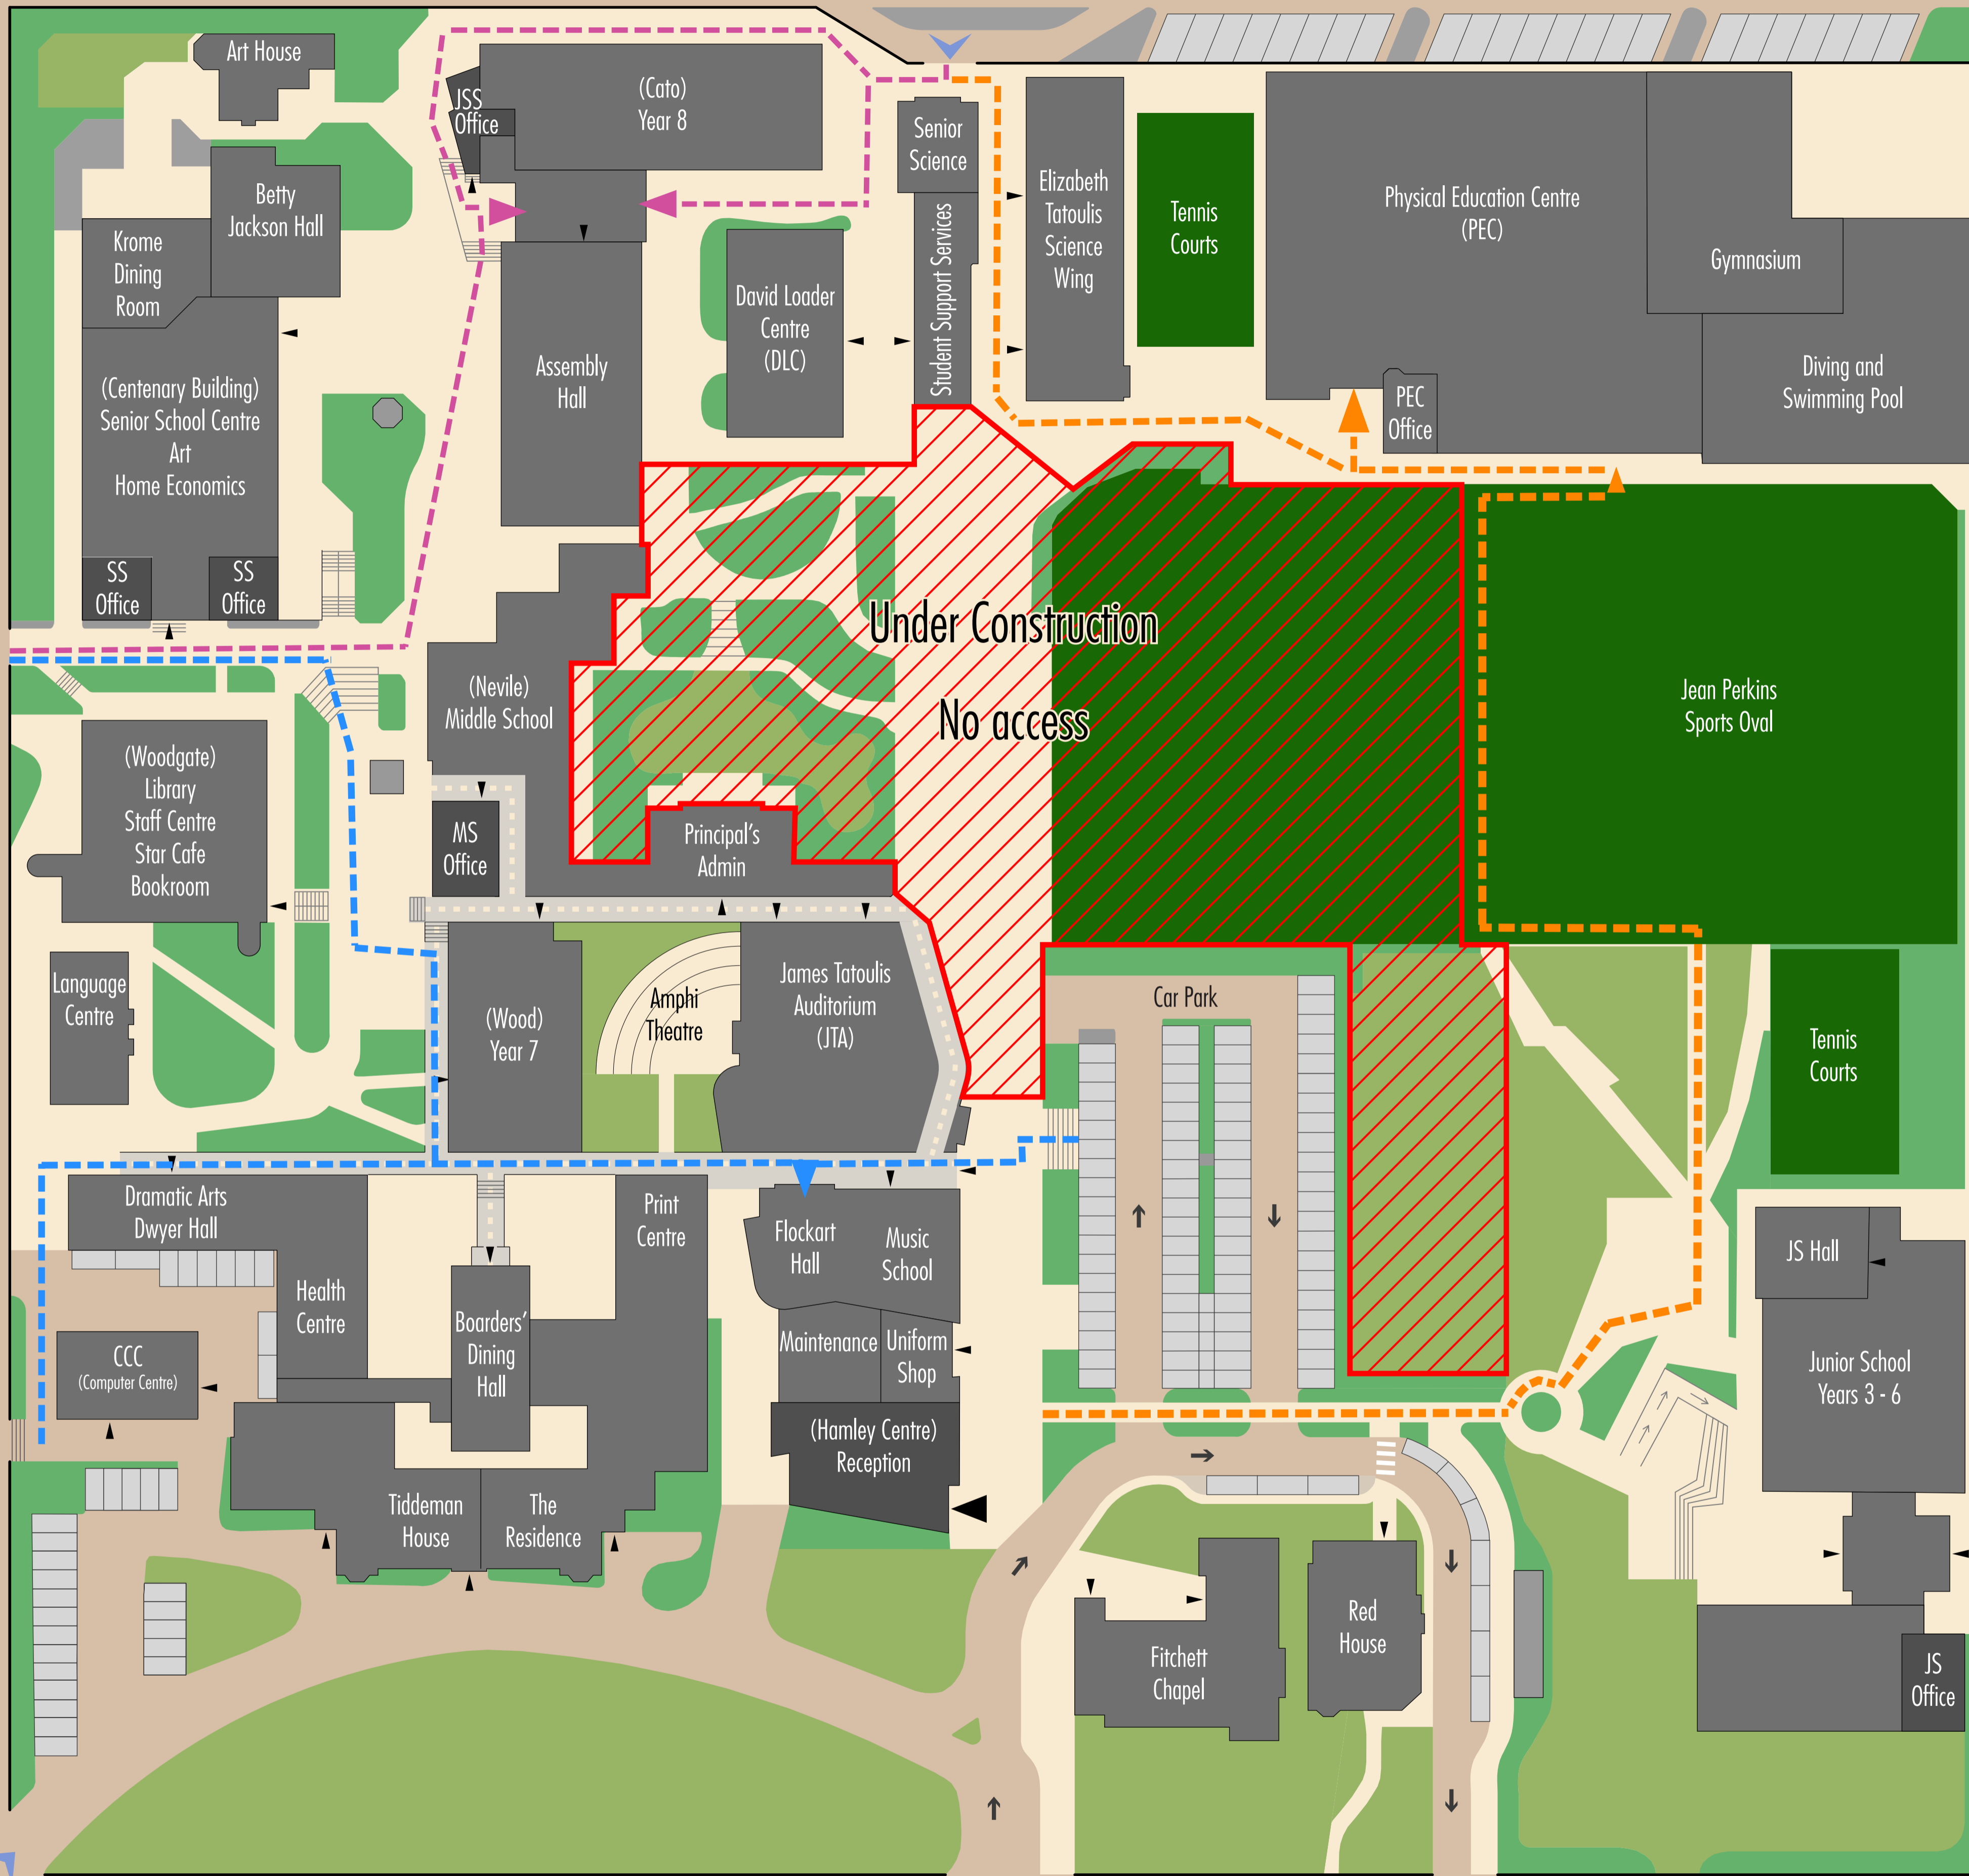 Art House
JSS
Office
(Cato)
Year 8
Senior
Science
Elizabeth
Tatoulis
Science
Wing
Tennis
Courts
Physical Education Centre
(PEC)
Gymnasium
Betty
Jackson Hall
Krome
Dining
Room
Student Support Services
David Loader
Centre
(DLC)
Assembly
Hall
PEC
Office
Diving and
Swimming Pool
(Centenary Building)
Senior School Centre
Art
Home Economics
SS
Office
SS
Office
Under Construction
No access
Jean Perkins
Sports Oval
(Nevile)
Middle School
(Woodgate)
Library
Staff Centre
Star Cafe
Bookroom
MS
Office
Principal's
Admin
Language
Centre
(Wood)
Year 7
Amphi
Theatre
James Tatoulis
Auditorium
(JTA)
Car Park
Tennis
Courts
Dramatic Arts
Dwyer Hall
Print
Centre
Flockart
Hall
Music
School
JS Hall
Health
Centre
Boarders'
Dining
Hall
Maintenance
Uniform
Shop
CCC
(Computer Centre)
Junior School
Years 3 - 6
(Hamley Centre)
Reception
Tiddeman
House
The
Residence
Fitchett
Chapel
Red
House
JS
Office